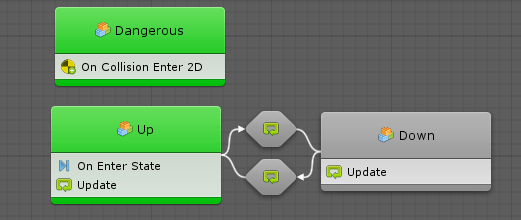 Dangerous
On Collision Enter 2D
Up
On Enter State
Update
Down
Update